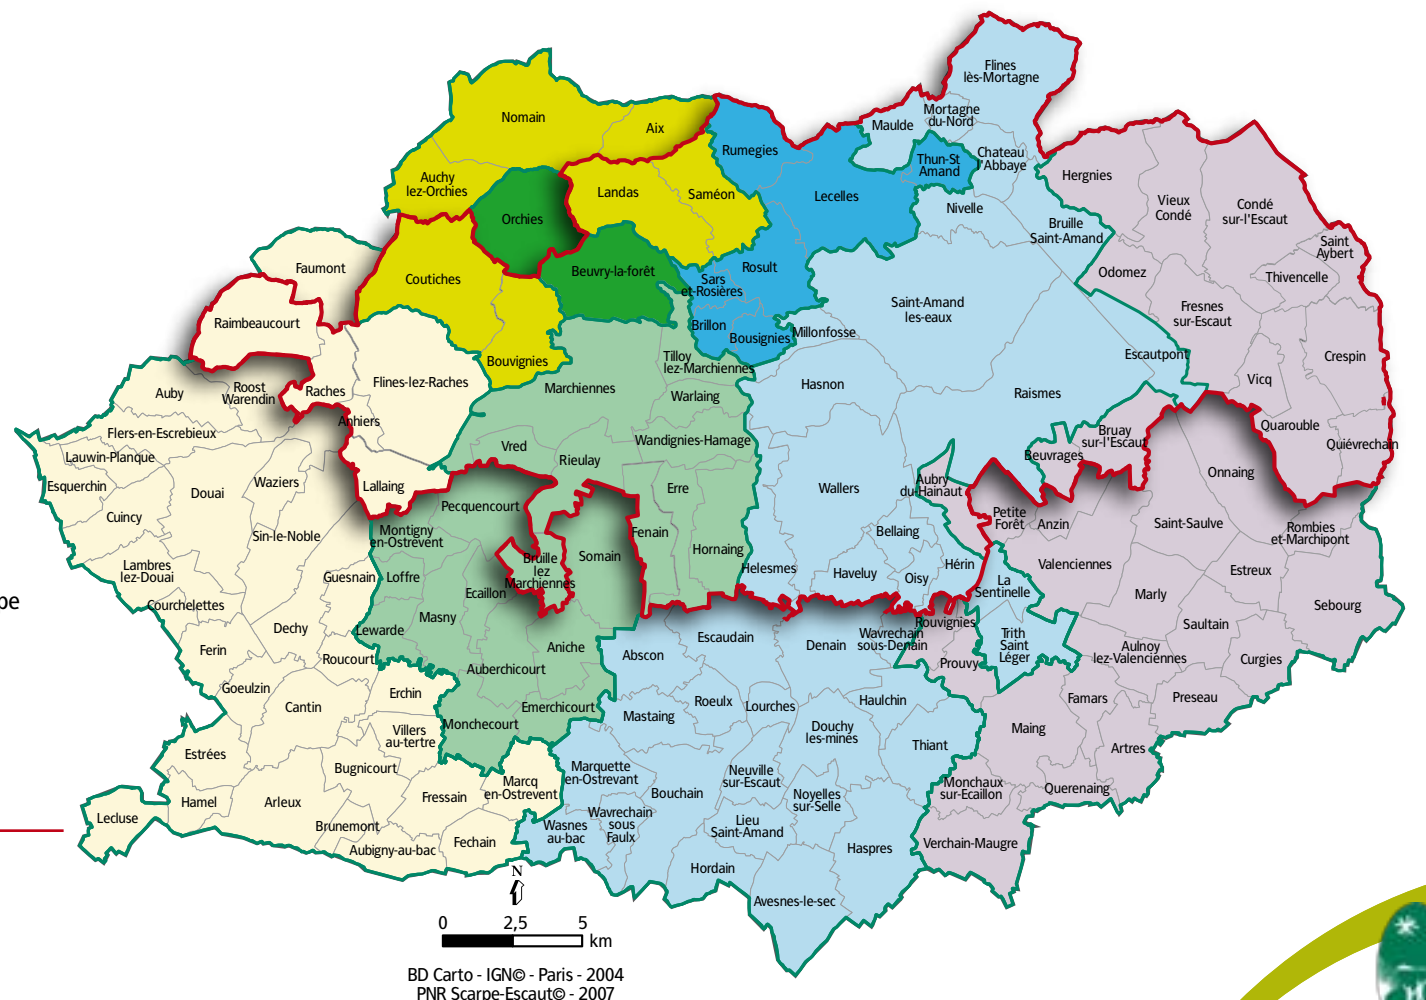 Flines
lès-Mortagne
Nomain
Aix
Mortagne
du-Nord
Maulde
Rumegies
Chateau
l'Abbaye
Thun-St
Amand
Hergnies
Auchy
lez-Orchies
Landas
Saméon
Lecelles
Nivelle
Vieux
Condé
Condé
sur-l'Escaut
Orchies
Bruille
Saint-Amand
Saint
Aybert
Faumont
Coutiches
Beuvry-la-forêt
Sars
et-Rosières
Rosult
Odomez
Thivencelle
Saint-Amand
les-eaux
Fresnes
sur-Escaut
Raimbeaucourt
Brillon
Bousignies
Millonfosse
Escautpont
Crespin
Bouvignies
Tilloy
lez-Marchiennes
Auby
Roost
Warendin
Raches
Flines-lez-Raches
Marchiennes
Warlaing
Hasnon
Raismes
Vicq
Anhiers
Flers-en-Escrebieux
Quarouble
Lauwin-Planque
Vred
Wandignies-Hamage
Bruay
sur-l'Escaut
Beuvrages
Quiévrechain
Rieulay
Esquerchin
Douai
Waziers
Lallaing
Erre
Wallers
Aubry
du-Hainaut
Onnaing
Cuincy
Pecquencourt
Petite
Forêt
Anzin
Saint-Saulve
Rombies
et-Marchipont
Sin-le-Noble
Montigny
en-Ostrevent
Fenain
Bellaing
Hornaing
Lambres
lez-Douai
Guesnain
Loffre
Bruille
lez
Marchiennes
Somain
Helesmes
Haveluy
Oisy
Hérin
Valenciennes
Estreux
La
Sentinelle
Ecaillon
Marly
Courchelettes
Masny
Sebourg
pe
Dechy
Lewarde
Rouvignies
Saultain
Ferin
Escaudain
Denain
Wavrechain
sous-Denain
Trith
Saint
Léger
Aniche
Abscon
Aulnoy
lez-Valenciennes
Roucourt
Auberchicourt
Prouvy
Curgies
Goeulzin
Erchin
Cantin
Emerchicourt
Roeulx
Lourches
Haulchin
Famars
Preseau
Mastaing
Monchecourt
Villers
au-tertre
Douchy
les-mines
Maing
Thiant
Artres
Estrées
Bugnicourt
Marquette
en-Ostrevant
Neuville
sur-Escaut
Marcq
en-Ostrevent
Monchaux
sur-Ecaillon
Querenaing
Bouchain
Noyelles
sur-Selle
Hamel
Arleux
Fressain
Lecluse
Wavrechain
sous
Faulx
Lieu
Saint-Amand
Brunemont
Wasnes
au-bac
Verchain-Maugre
Aubigny-au-bac
Fechain
Haspres
Hordain
N
Avesnes-le-sec
0 2,5 5
km
BD Carto - IGN© - Paris - 2004
PNR Scarpe-Escaut© - 2007